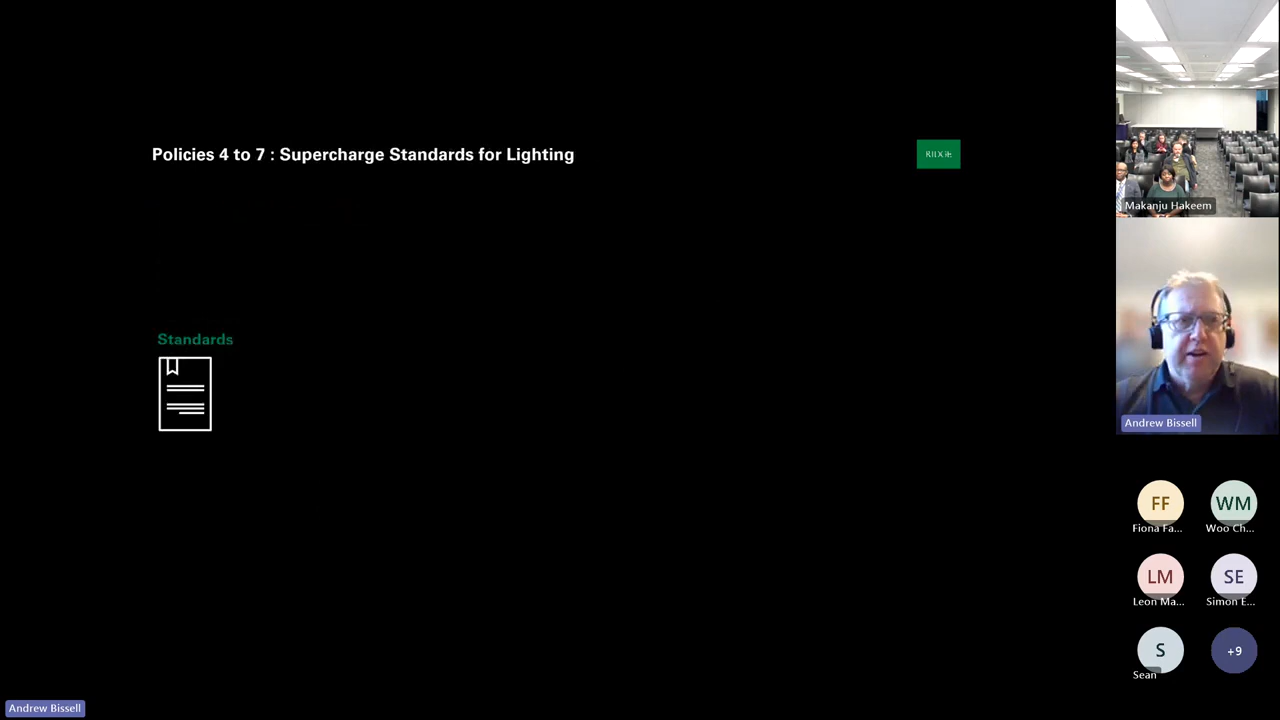 Policies 4 to 7 : Supercharge Standards for Lighting
RIDGE
Standards
Makanju Hakeem
Andrew Bissell
FF
WM
Fiona Fa...
Woo Ch...
LM
SE
Leon Ma...
Simon E...
S
+9
Sean
Andrew Bissell